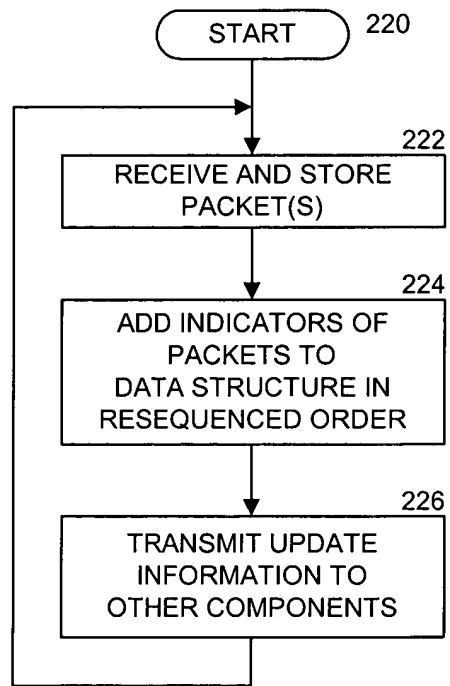 START
220
222
RECEIVE AND STORE
PACKET(S)
224
ADD INDICATORS OF
PACKETS TO
DATA STRUCTURE IN
RESEQUENCED ORDER
226
TRANSMIT UPDATE
INFORMATION TO
OTHER COMPONENTS